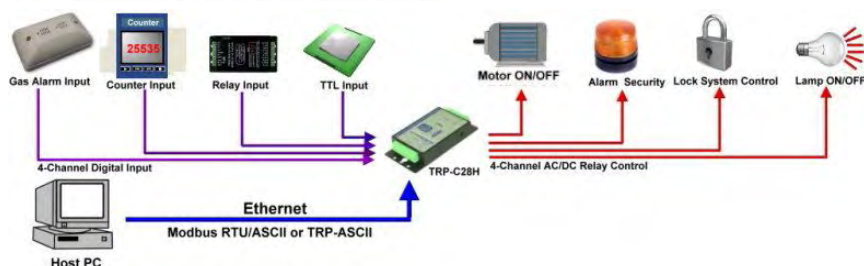 Counter
25535
Gas Alarm Input
Counter Input
Relay Input
TTL Input
Motor ON/OFF
Alarm Security
Lock System Control
Lamp ON/OFF
4-Channel Digital Input
TRP-C28H
4-Channel AC/DC Relay Control
Ethernet
Modbus RTU/ASCII or TRP-ASCII
Host PC